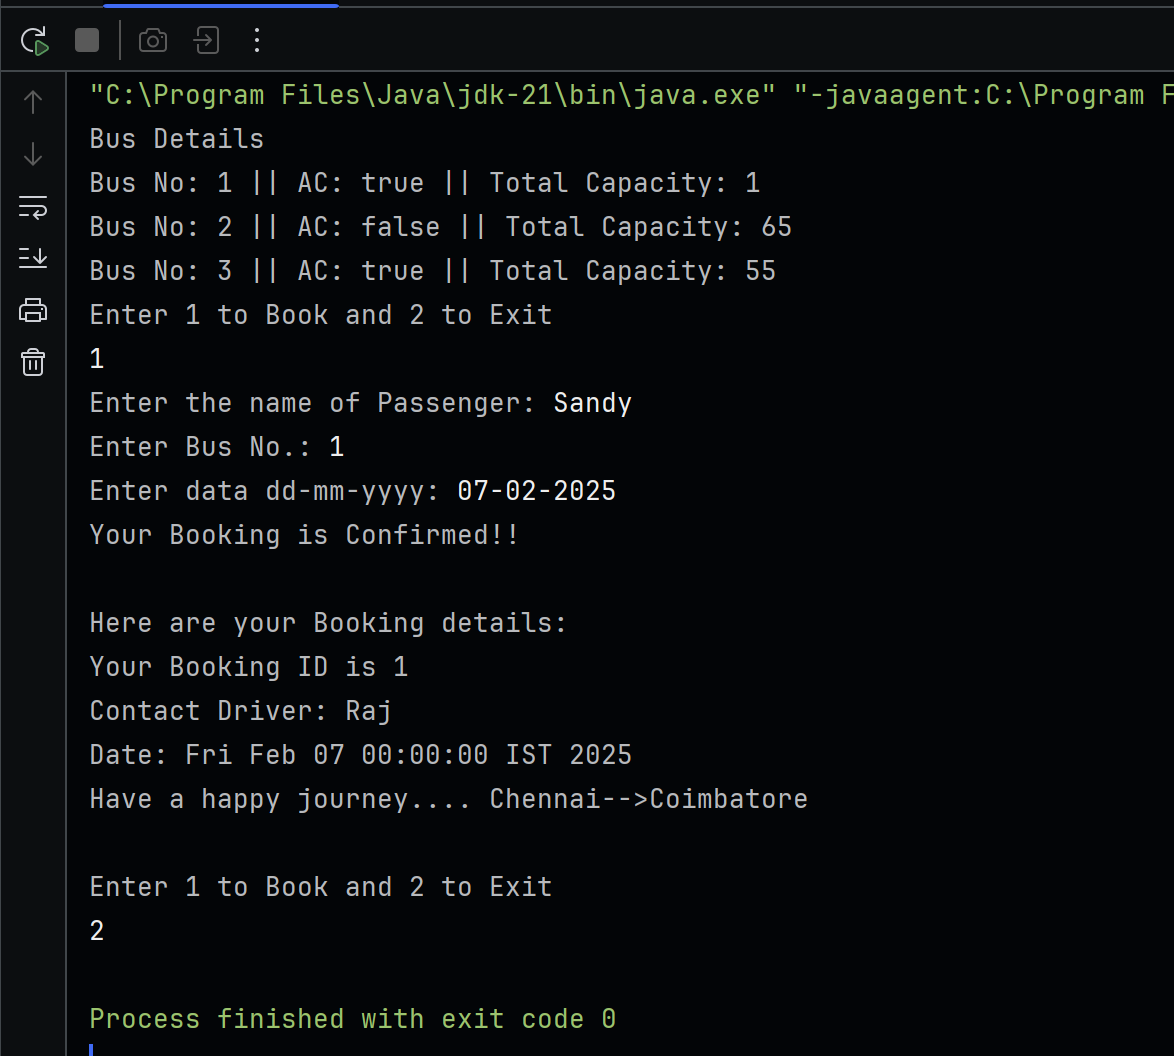 "C:\Program Files\Java\jdk-21\bin\java.exe" "-javaagent:C:\Program F
Bus Details
Bus No: 1 || AC: true || Total Capacity: 1
Bus No: 2 || AC: false || Total Capacity: 65
Bus No: 3 || AC: true || Total Capacity: 55
Enter 1 to Book and 2 to Exit
1
Enter the name of Passenger: Sandy
Enter Bus No.: 1
Enter data dd-mm-yyyy: 07-02-2025
Your Booking is Confirmed!!
Here are your Booking details:
Your Booking ID is 1
Contact Driver: Raj
Date: Fri Feb 07 00:00:00 IST 2025
Have a happy journey.... Chennai-->Coimbatore
Enter 1 to Book and 2 to Exit
2
Process finished with exit code 0